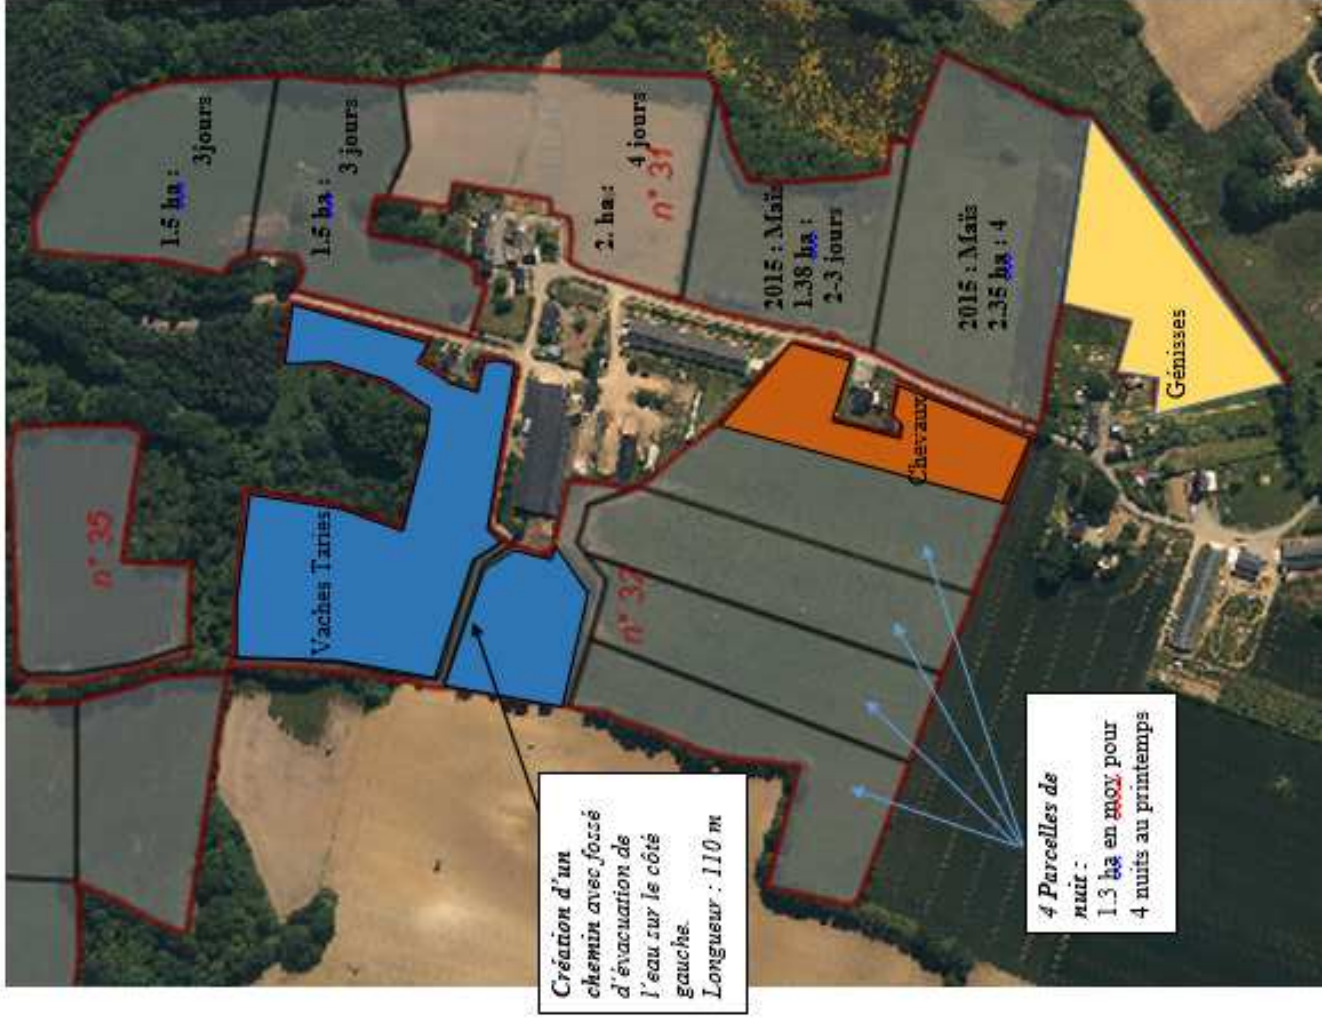 n° 35
1.5 ha :
3jours
Vaches Taries
1.5 ha :
3 jours
2. ha :
4 jours
n° 31
n° 32
Création d'un
chemin avec fossé
d'évacuation de
l'eau sur le côté
gauche.
Longueur : 110 m
2015 : Maïs
1.38 ha :
2-3 jours
Chevaux
2015 : Maïs
2.35 ha : 4
4 Parcelles de
nuit :
1.3 ha en moy pour
4 nuits au printemps
Génisses